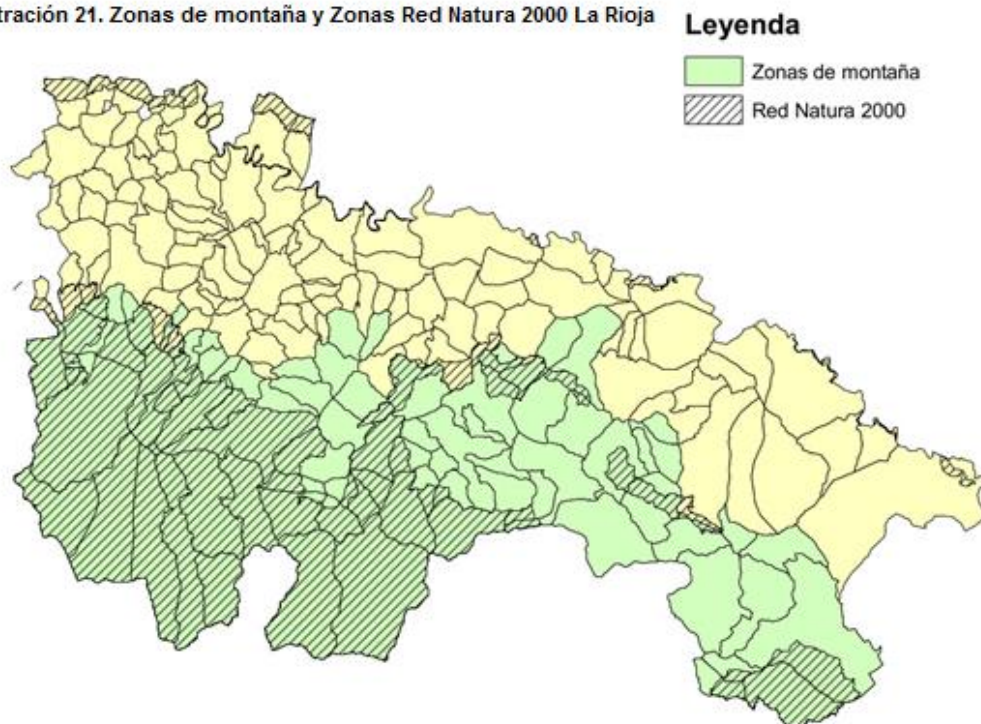 tración 21. Zonas de montaña y Zonas Red Natura 2000 La Rioja
Leyenda
Zonas de montaña
Red Natura 2000